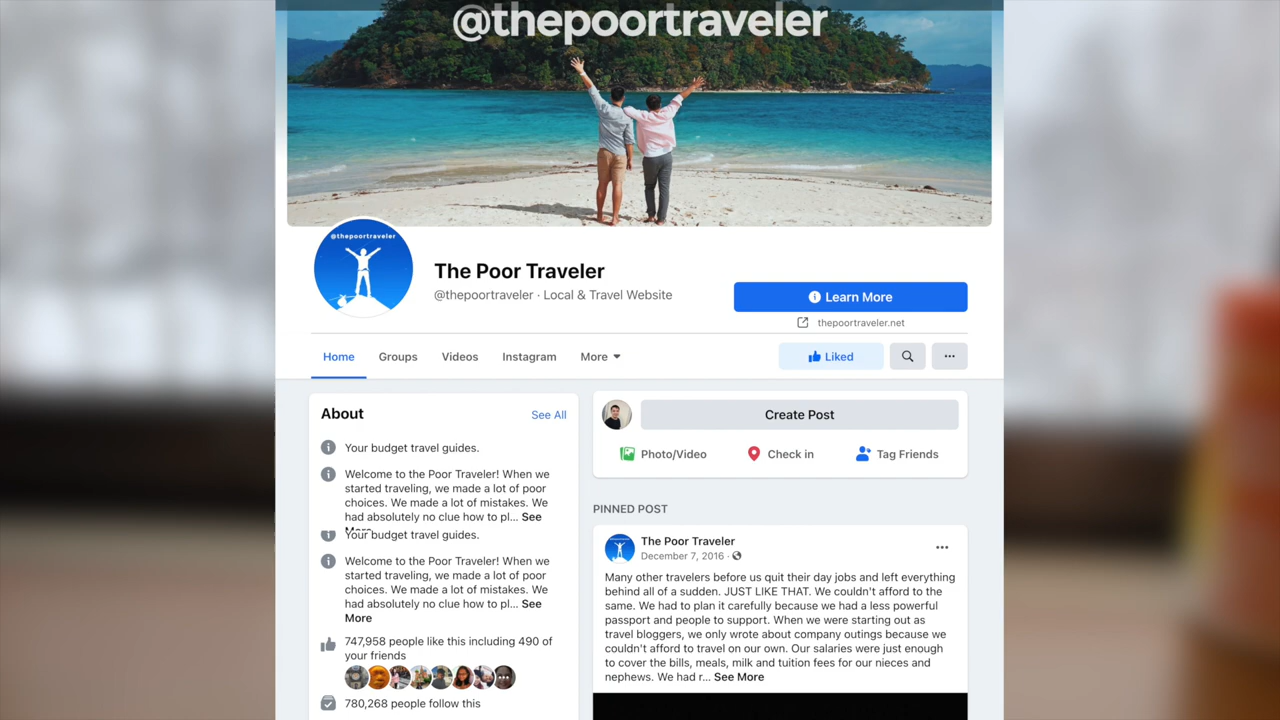 @thepoortraveler
@thepoortraveler
The Poor Traveler
@thepoortraveler · Local & Travel Website
Learn More
thepoortraveler.net
Home
Groups
Videos
Instagram
More
Liked
About
See All
Your budget travel guides.
Welcome to the Poor Traveler! When we
started traveling, we made a lot of poor
choices. We made a lot of mistakes. We
had absolutely no clue how to pl... See
More
Your budget travel guides.
Welcome to the Poor Traveler! When we
started traveling, we made a lot of poor
choices. We made a lot of mistakes. We
had absolutely no clue how to pl... See
More
747,958 people like this including 490 of
your friends
780,268 people follow this
Create Post
Photo/Video
Check in
Tag Friends
PINNED POST
The Poor Traveler
December 7, 2016 ·
Many other travelers before us quit their day jobs and left everything
behind all of a sudden. JUST LIKE THAT. We couldn't afford to the
same. We had to plan it carefully because we had a less powerful
passport and people to support. When we were starting out as
travel bloggers, we only wrote about company outings because we
couldn't afford to travel on our own. Our salaries were just enough
to cover the bills, meals, milk and tuition fees for our nieces and
nephews. We had r... See More